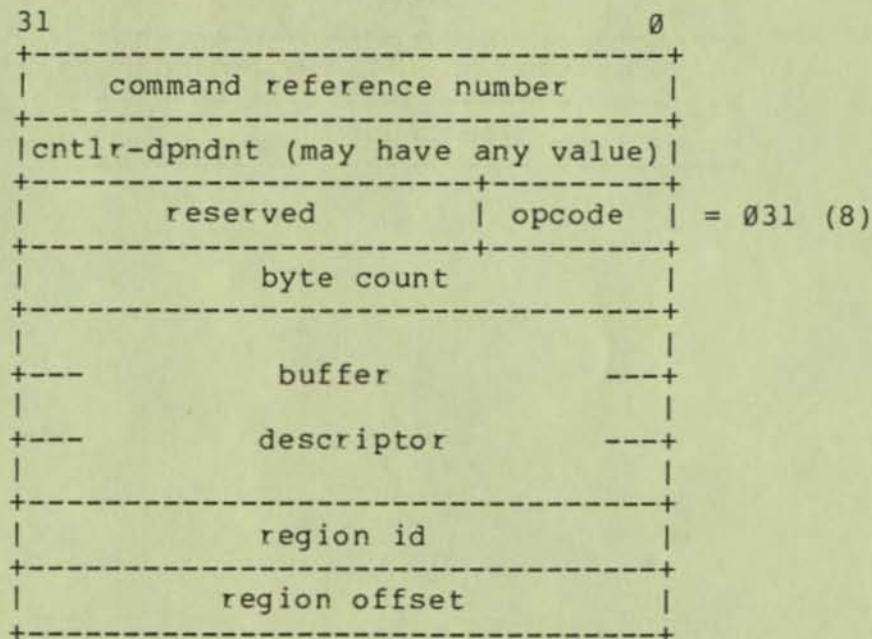 31                                 Ø
+----------------------------------+
|     command reference number     |
+----------------------------------+
|cntlr-dpndnt (may have any value)|
+------------------------+---------+
|        reserved        | opcode  | = Ø31 (8)
+------------------------+---------+
|            byte count            |
+----------------------------------+
|                                  |
+---          buffer            ---+
|                                  |
+---         descriptor         ---+
|                                  |
+----------------------------------+
|            region id             |
+----------------------------------+
|          region offset           |
+----------------------------------+